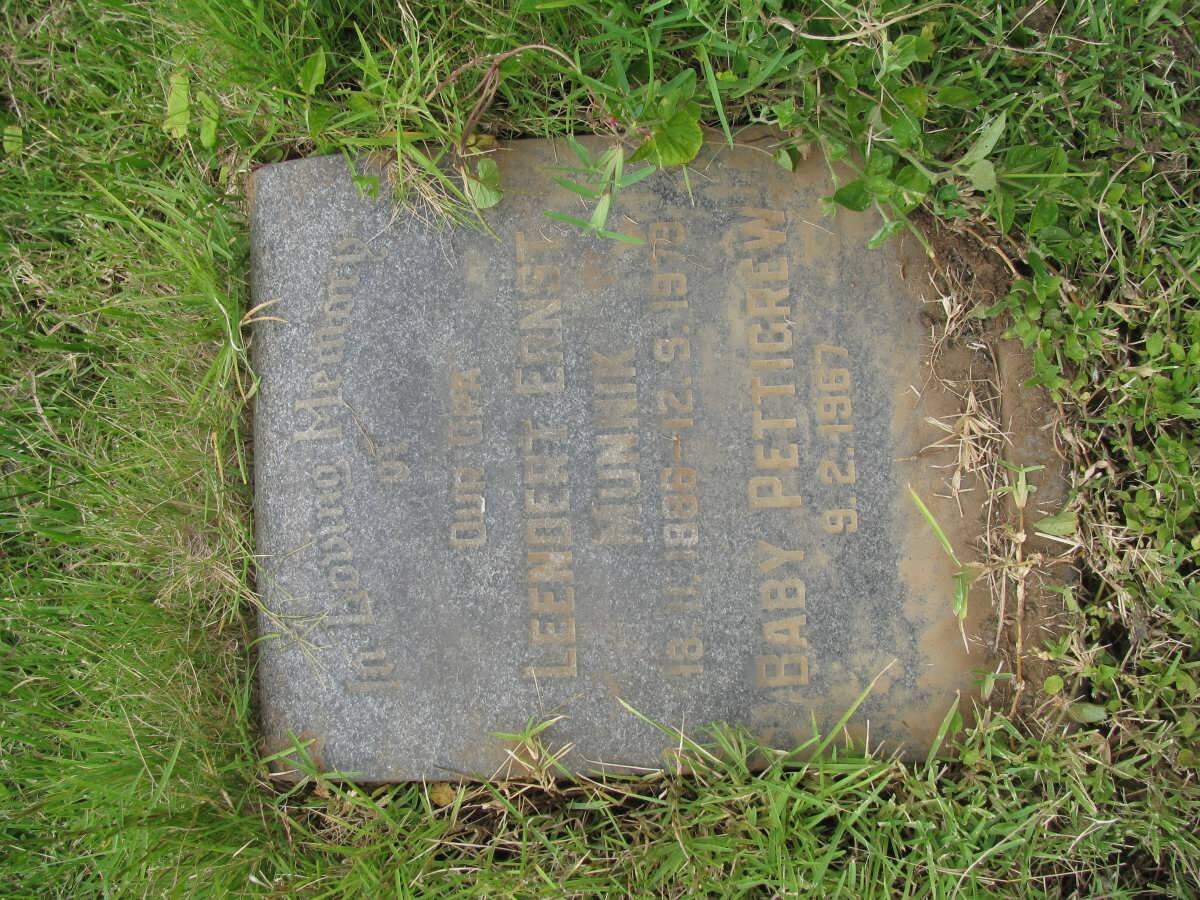 In Loving Memory
of
OUR OPA
LEENDERT ERNST
MUNNIK
18.11.1886–12.9.1973
BABY PETTIGREW
9.2.1967